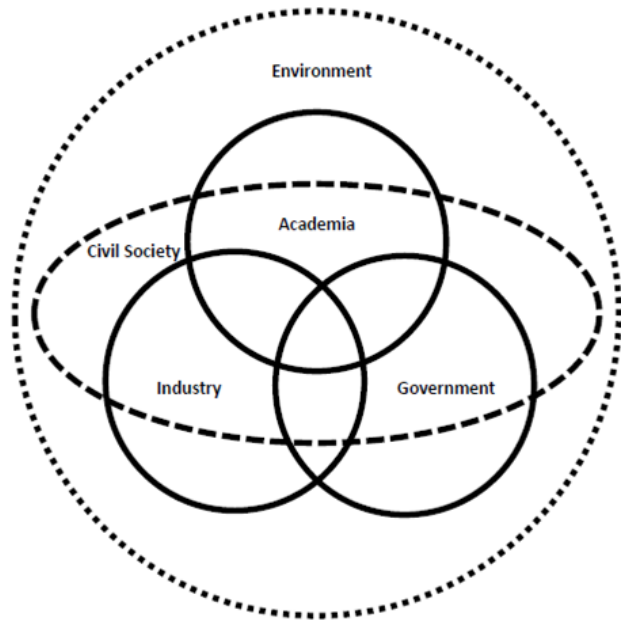 Environment
Academia
Civil Society
Industry
Government